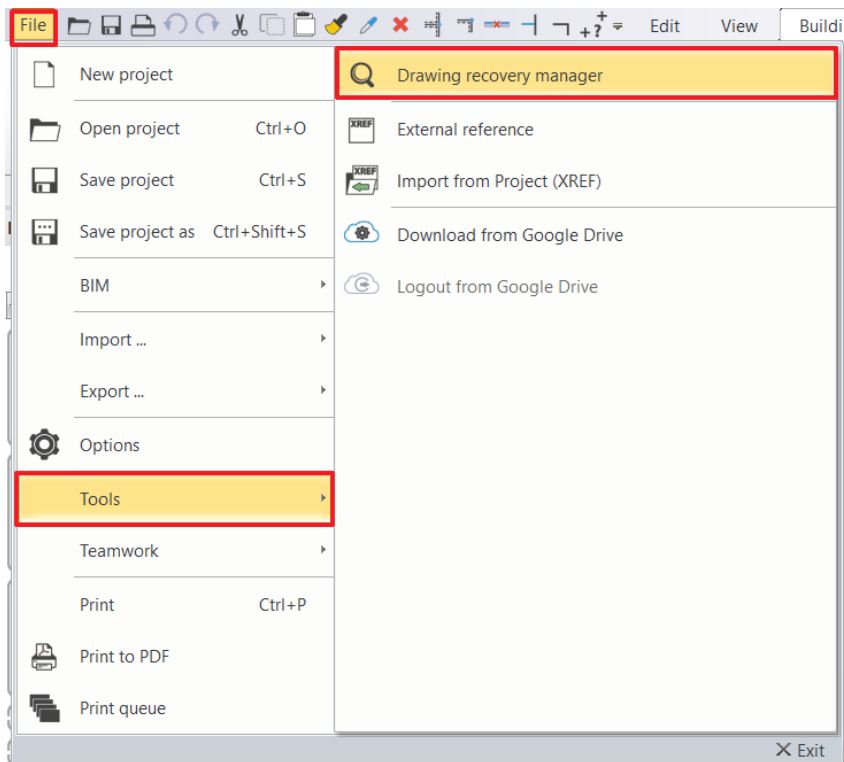 File Edit View Buildi
New project
Open project Ctrl+O
Save project Ctrl+S
Save project as Ctrl+Shift+S
BIM
Import ...
Export ...
Options
Tools
Teamwork
Print Ctrl+P
Print to PDF
Print queue
Drawing recovery manager
XREF
External reference
XREF
Import from Project (XREF)
Download from Google Drive
Logout from Google Drive
Exit